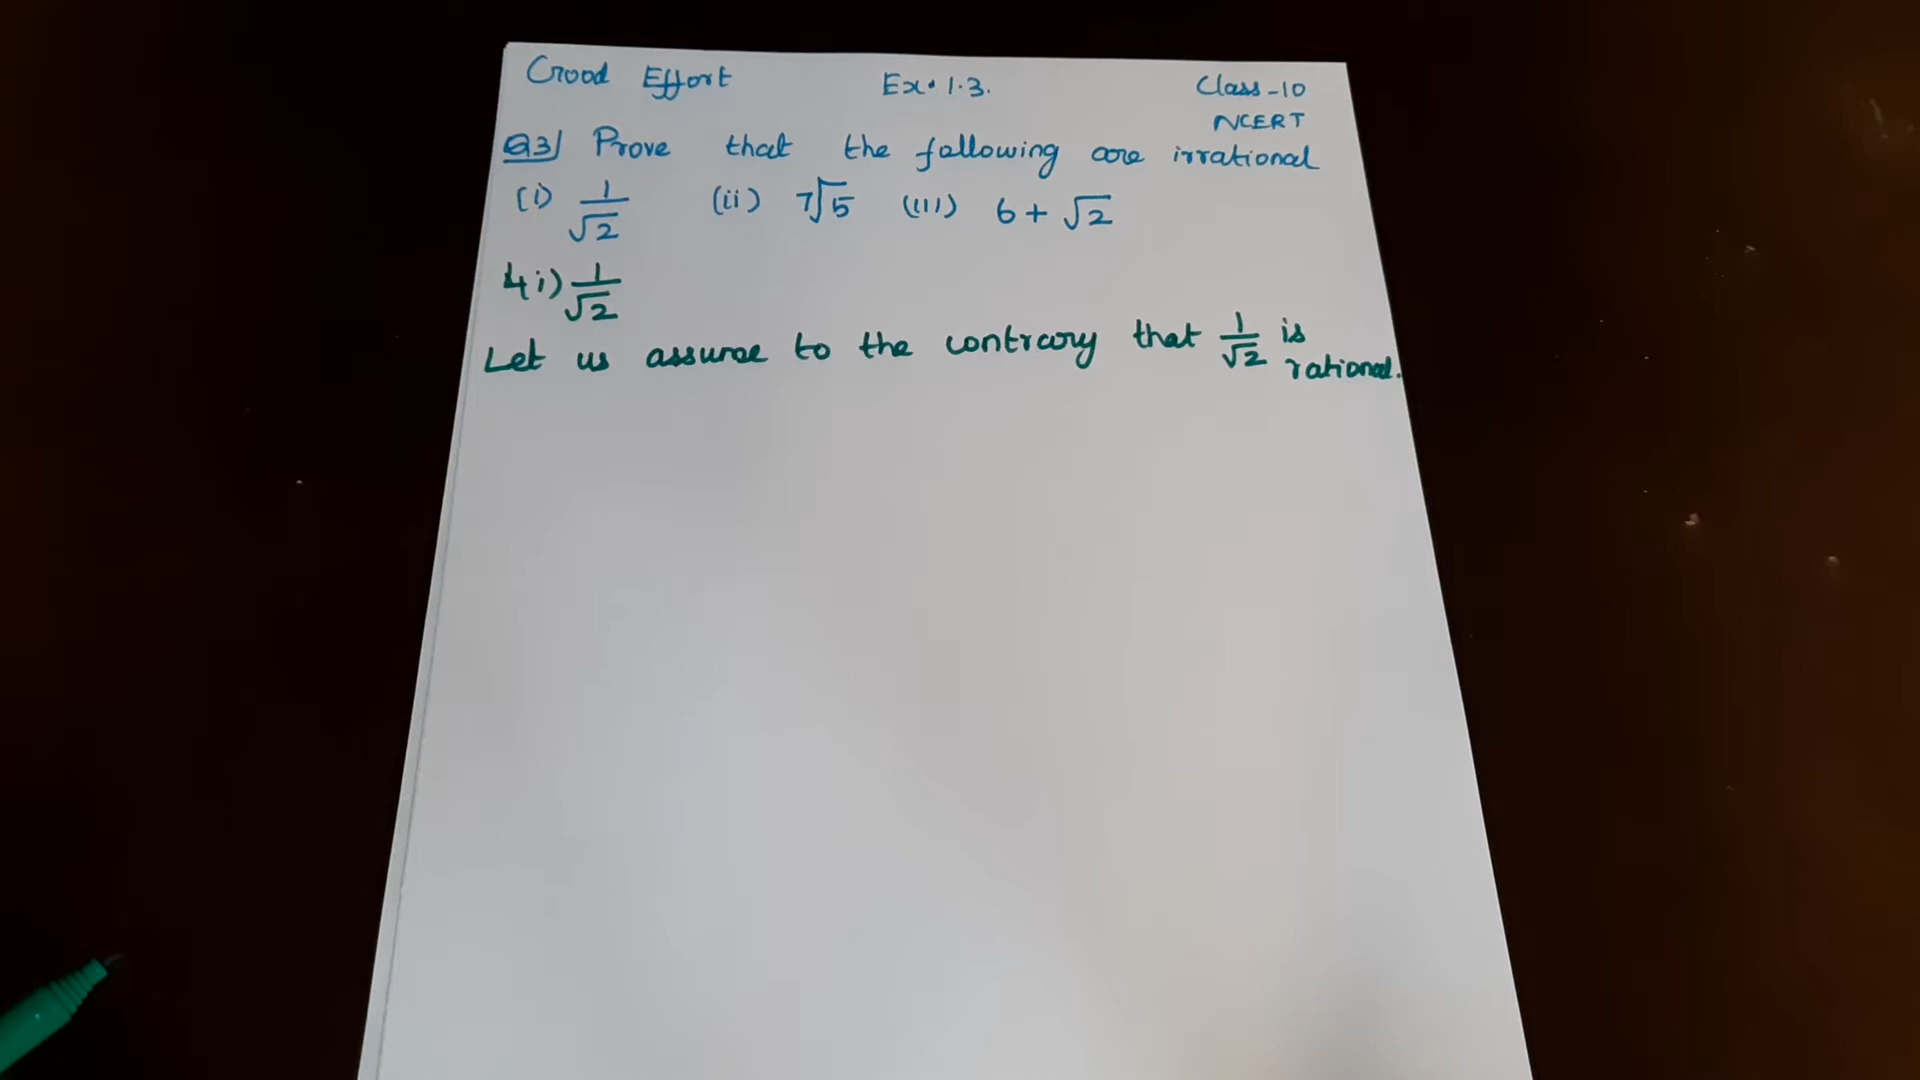 Good Effort Ex. 1.3. Class-10
NCERT
Q3) Prove that the following are irrational
(i) 1/√2 (ii) 7√5 (iii) 6 + √2
↳ i) 1/√2
Let us assume to the contrary that 1/√2 is
rational.